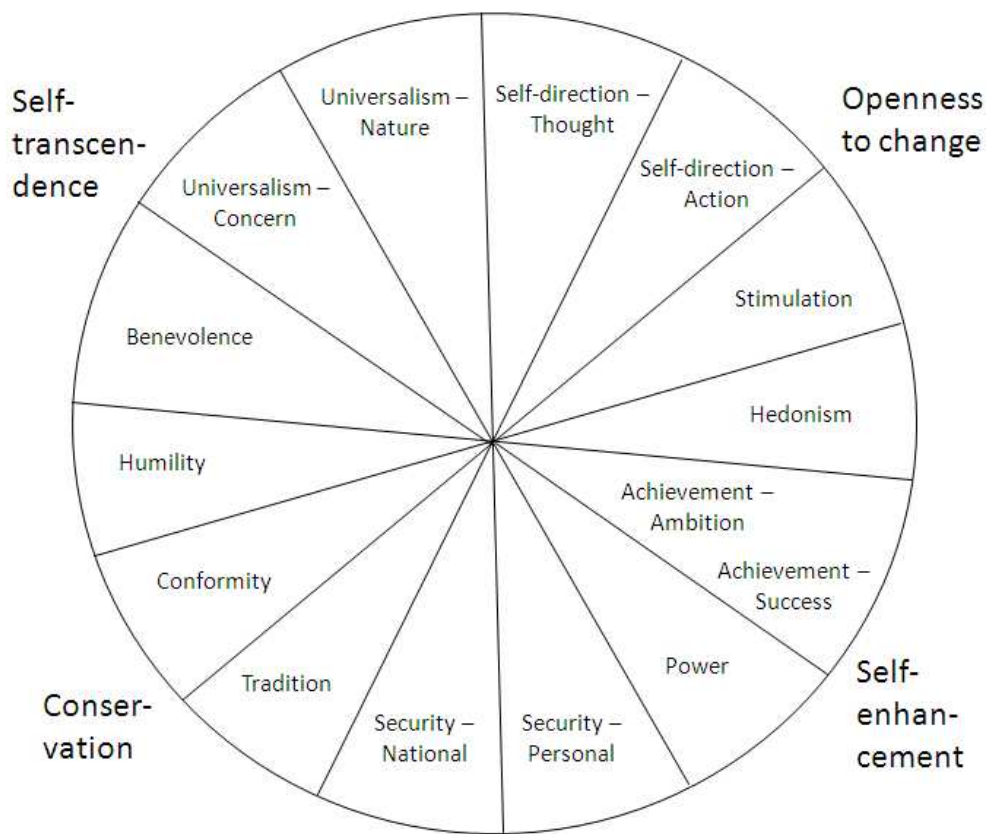 Self-
transcen-
dence
Universalism –
Nature
Self-direction –
Thought
Openness
to change
Universalism –
Concern
Self-direction –
Action
Benevolence
Stimulation
Humility
Hedonism
Conformity
Achievement –
Ambition
Achievement –
Success
Tradition
Power
Conser-
vation
Security –
National
Security –
Personal
Self-
enhan-
cement